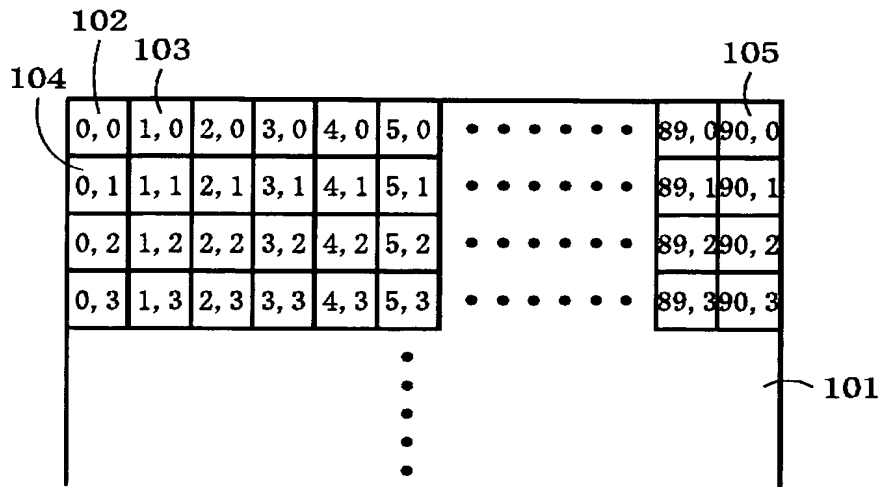 102
103
104
105
0, 0 1, 0 2, 0 3, 0 4, 0 5, 0 • • • • • • 89, 0 90, 0
0, 1 1, 1 2, 1 3, 1 4, 1 5, 1 • • • • • • 89, 1 90, 1
0, 2 1, 2 2, 2 3, 2 4, 2 5, 2 • • • • • • 89, 2 90, 2
0, 3 1, 3 2, 3 3, 3 4, 3 5, 3 • • • • • • 89, 3 90, 3
101